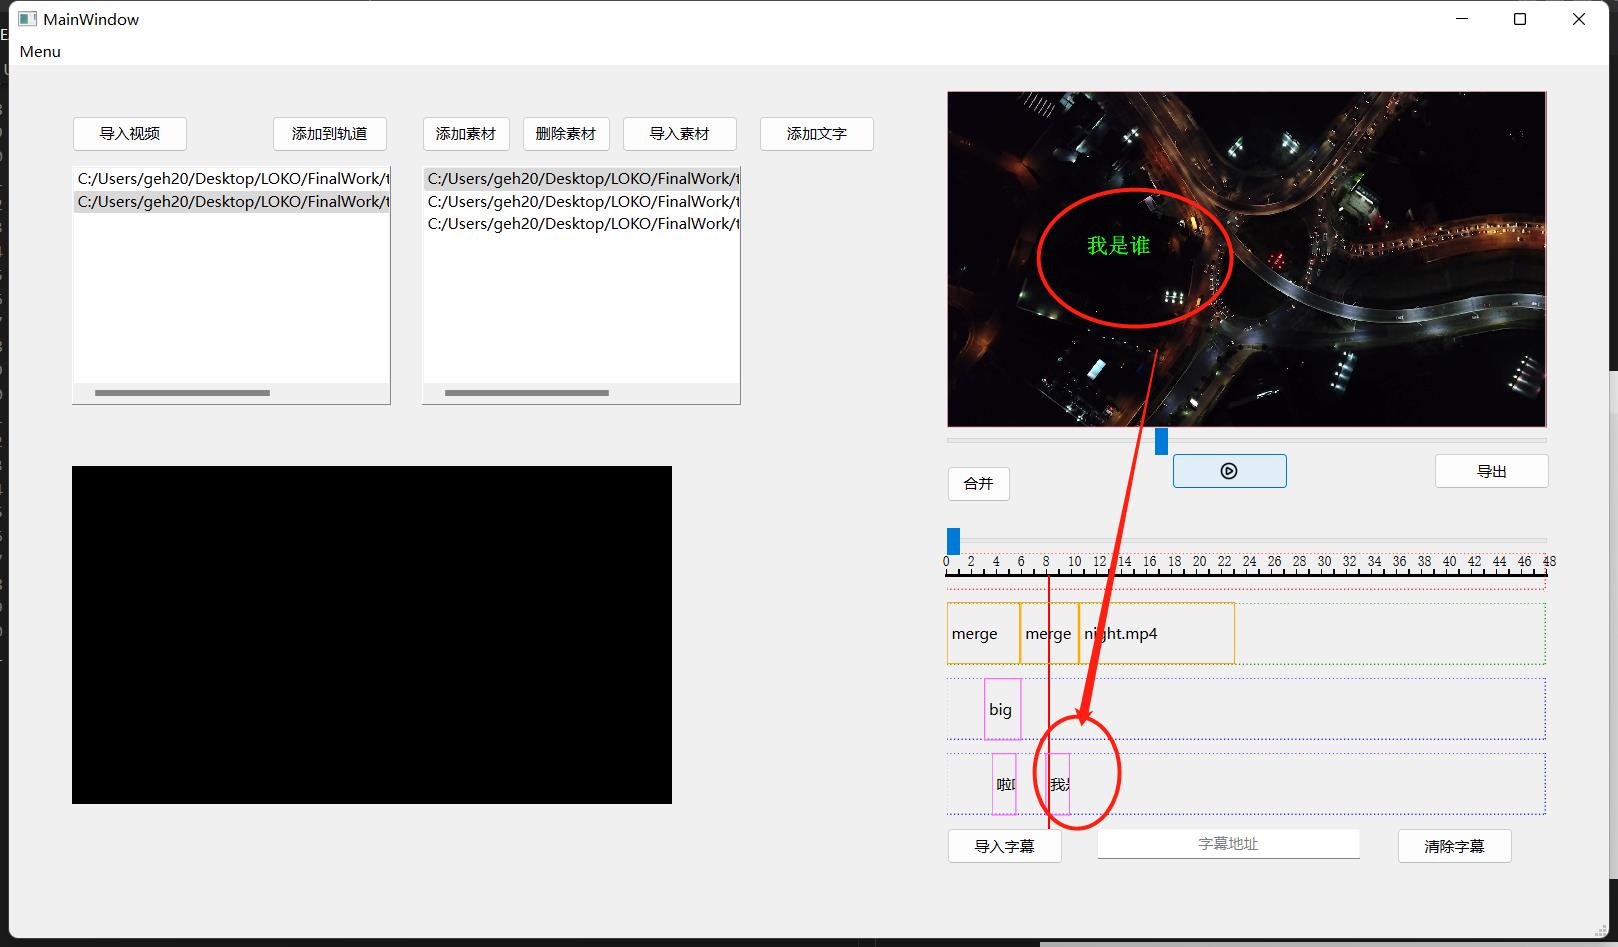 MainWindow
Menu
导入视频
添加到轨道
添加素材
删除素材
导入素材
添加文字
C:/Users/geh20/Desktop/LOKO/FinalWork/t
C:/Users/geh20/Desktop/LOKO/FinalWork/t
C:/Users/geh20/Desktop/LOKO/FinalWork/t
C:/Users/geh20/Desktop/LOKO/FinalWork/t
C:/Users/geh20/Desktop/LOKO/FinalWork/t
我是谁
合并
导出
0 2 4 6 8 10 12 14 16 18 20 22 24 26 28 30 32 34 36 38 40 42 44 46 48
merge
merge
night.mp4
big
啦
我
导入字幕
字幕地址
清除字幕